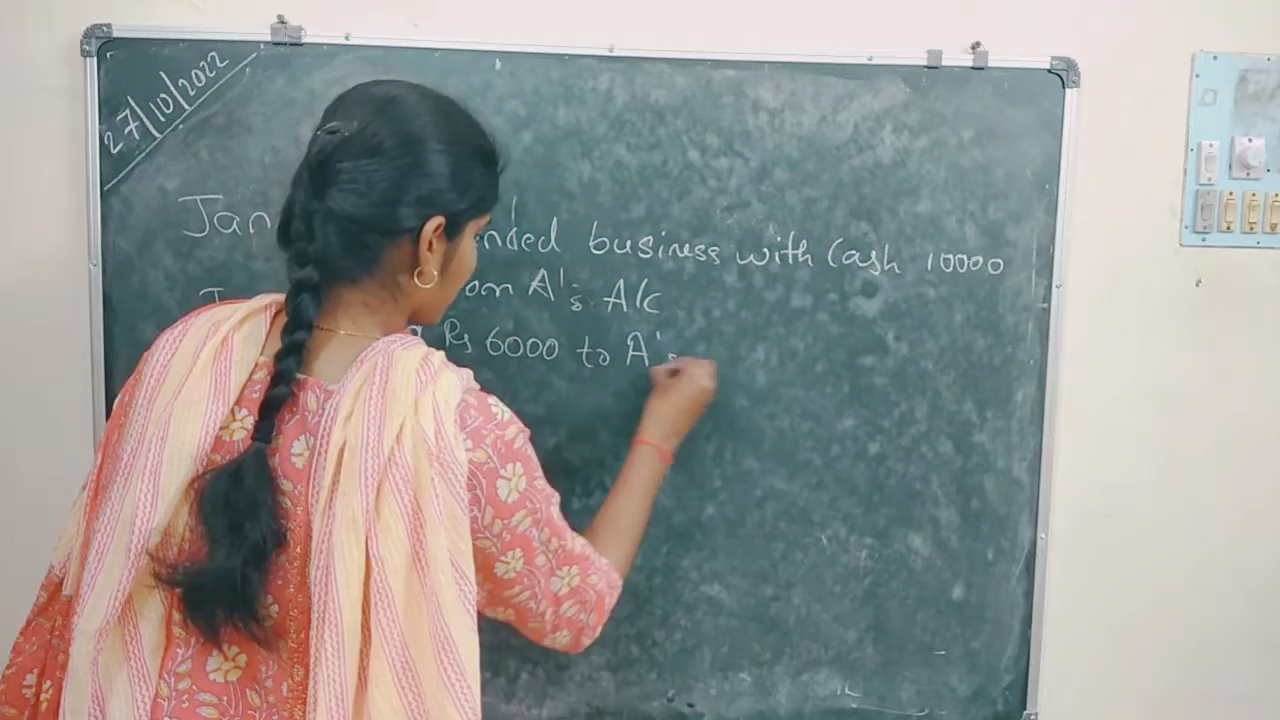 27/10/2022
Jan nded business with Cash 10000
om A's A/c
Rs 6000 to A's